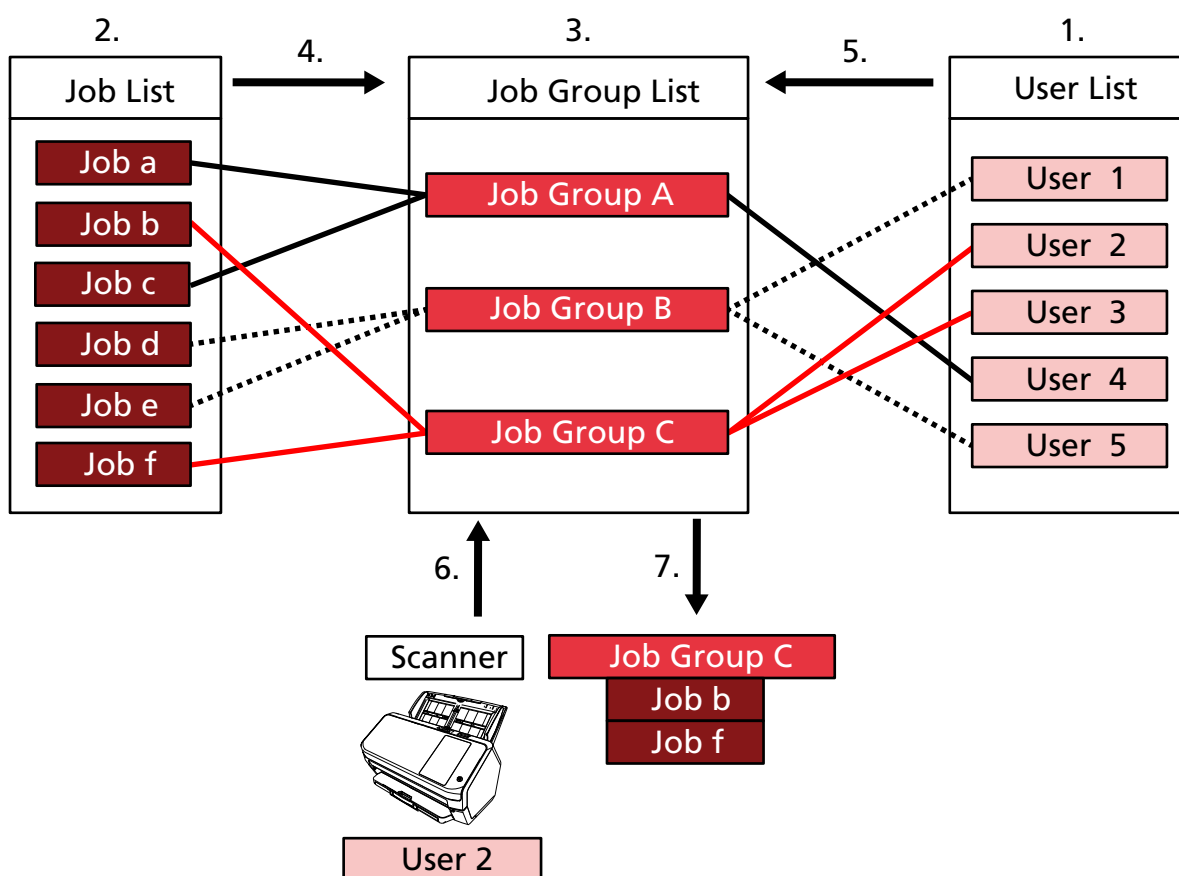 2.
4.
3.
5.
1.
Job List
Job Group List
User List
Job a
Job b
Job c
Job d
Job e
Job f
Job Group A
Job Group B
Job Group C
User 1
User 2
User 3
User 4
User 5
6.
7.
Scanner
Job Group C
Job b
Job f
User 2